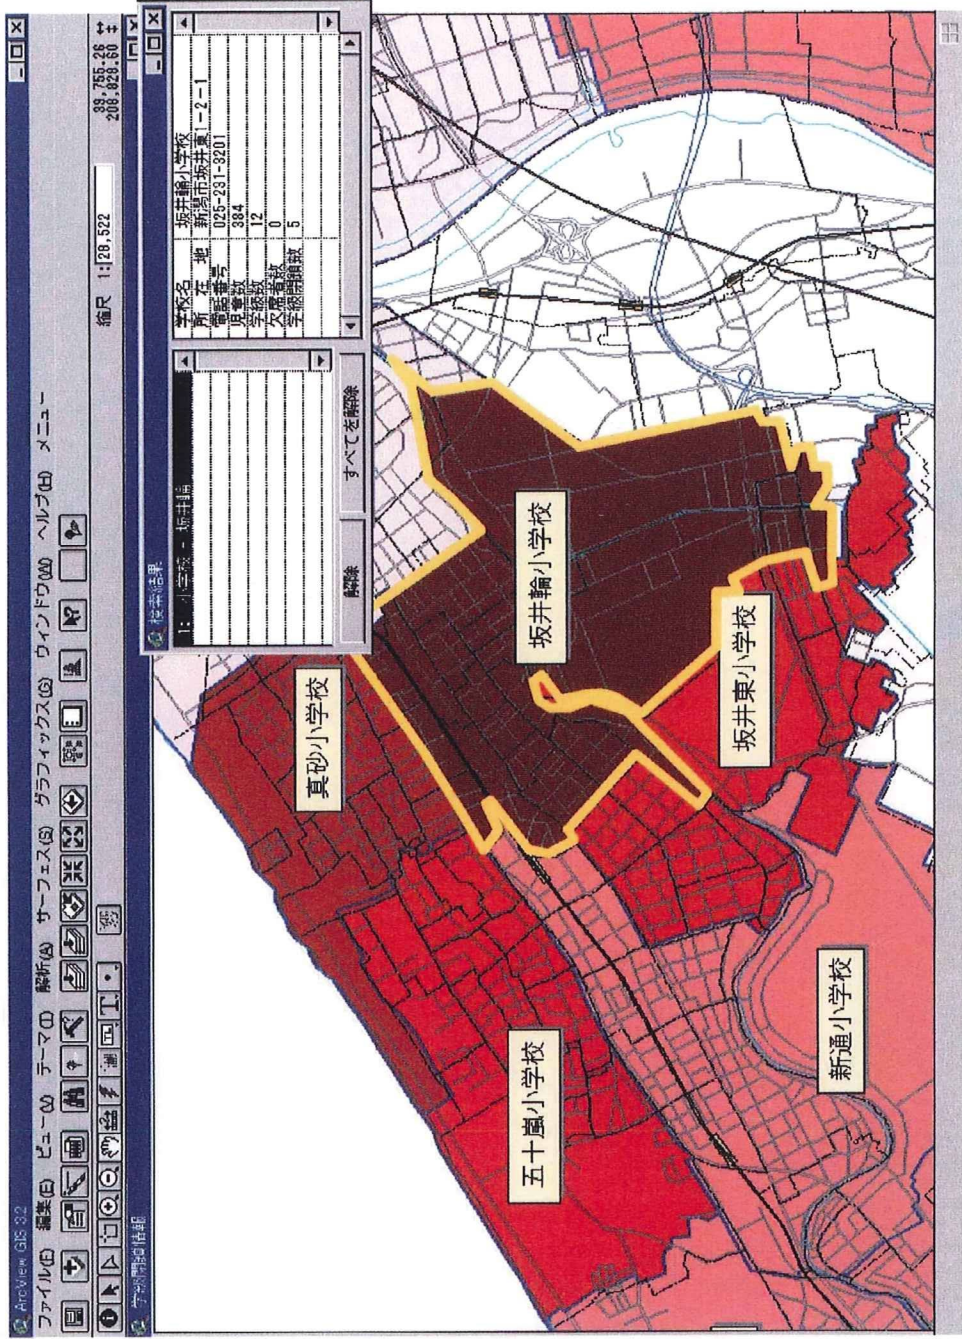 ArcView GIS 3.2
ファイル(F) 編集(E) ビュー(V) テーマ(T) 解析(A) サーフェス(S) グラフィックス(G) ウィンドウ(W) ヘルプ(H) メニュー
縮尺 1: 28,522
39,755.26
208,829.60
学級閉鎖情報
検索結果
1: 小学校 - 坂井輪
学校名 坂井輪小学校
所在地 新潟市坂井東1-2-1
電話番号 025-231-3201
児童数 384
学級数 12
欠席者数 0
学級閉鎖数 5
解除 すべてを解除
真砂小学校
坂井輪小学校
坂井東小学校
五十嵐小学校
新通小学校